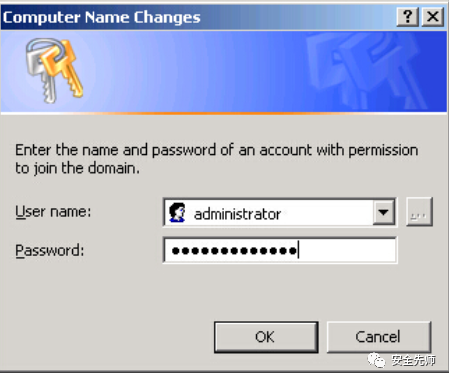 Computer Name Changes
Enter the name and password of an account with permission
to join the domain.
User name:
administrator
...
Password:
●●●●●●●●●●●●●
OK
Cancel
安全先师